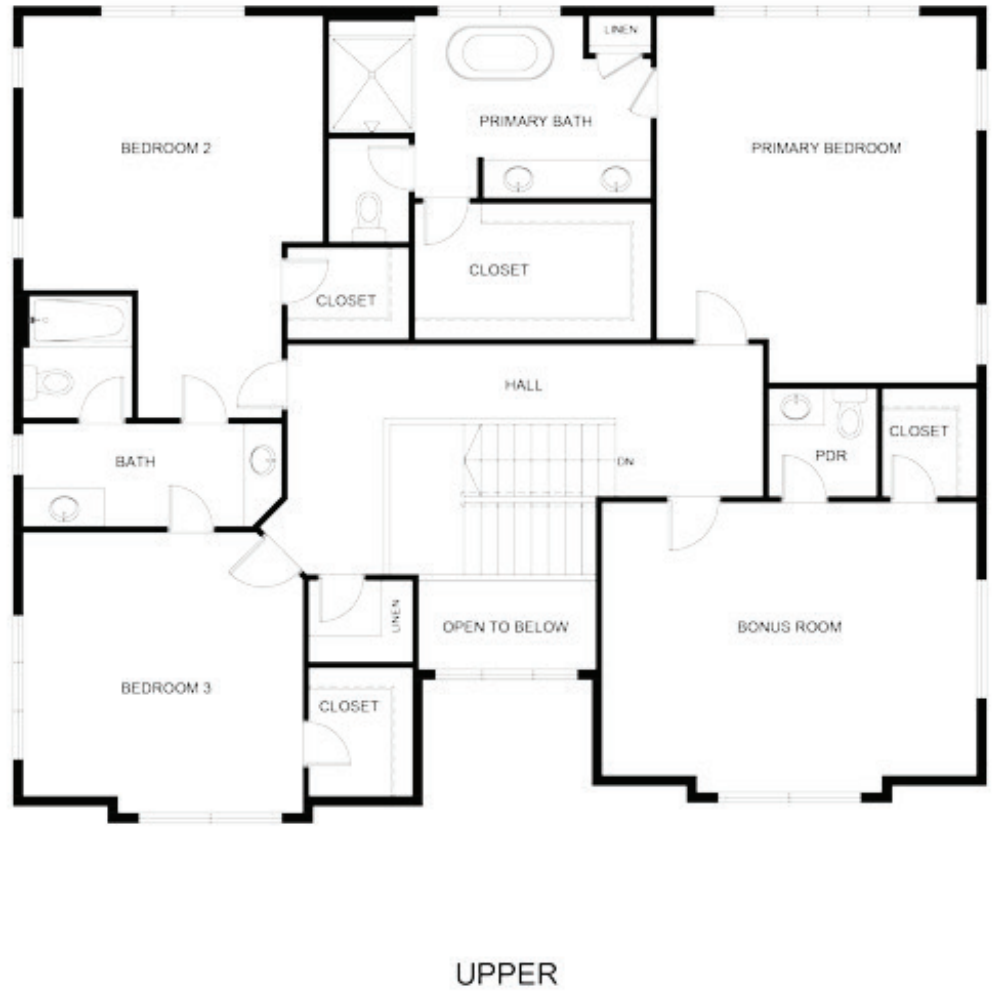 LINEN
PRIMARY BATH
BEDROOM 2
PRIMARY BEDROOM
CLOSET
CLOSET
HALL
CLOSET
PDR
BATH
DN
LINEN
OPEN TO BELOW
BONUS ROOM
BEDROOM 3
CLOSET
UPPER